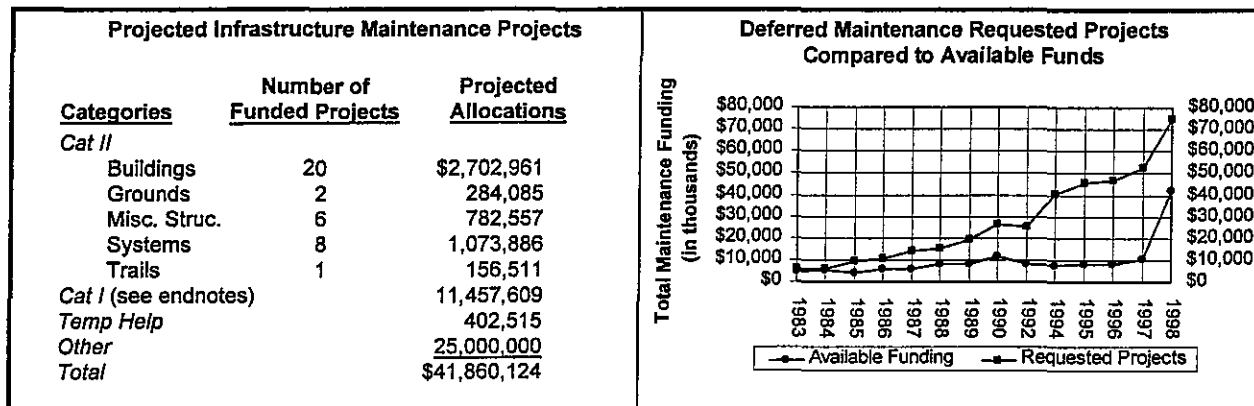 Projected Infrastructure Maintenance Projects
Number of Projected
Categories Funded Projects Allocations
Cat II
Buildings 20 $2,702,961
Grounds 2 284,085
Misc. Struc. 6 782,557
Systems 8 1,073,886
Trails 1 156,511
Cat I (see endnotes) 11,457,609
Temp Help 402,515
Other 25,000,000
Total $41,860,124
Deferred Maintenance Requested Projects
Compared to Available Funds
Total Maintenance Funding
(in thousands)
$80,000 $80,000
$70,000 $70,000
$60,000 $60,000
$50,000 $50,000
$40,000 $40,000
$30,000 $30,000
$20,000 $20,000
$10,000 $10,000
$0 $0
1983 1984 1985 1986 1987 1988 1989 1990 1992 1994 1995 1996 1997 1998
Available Funding Requested Projects